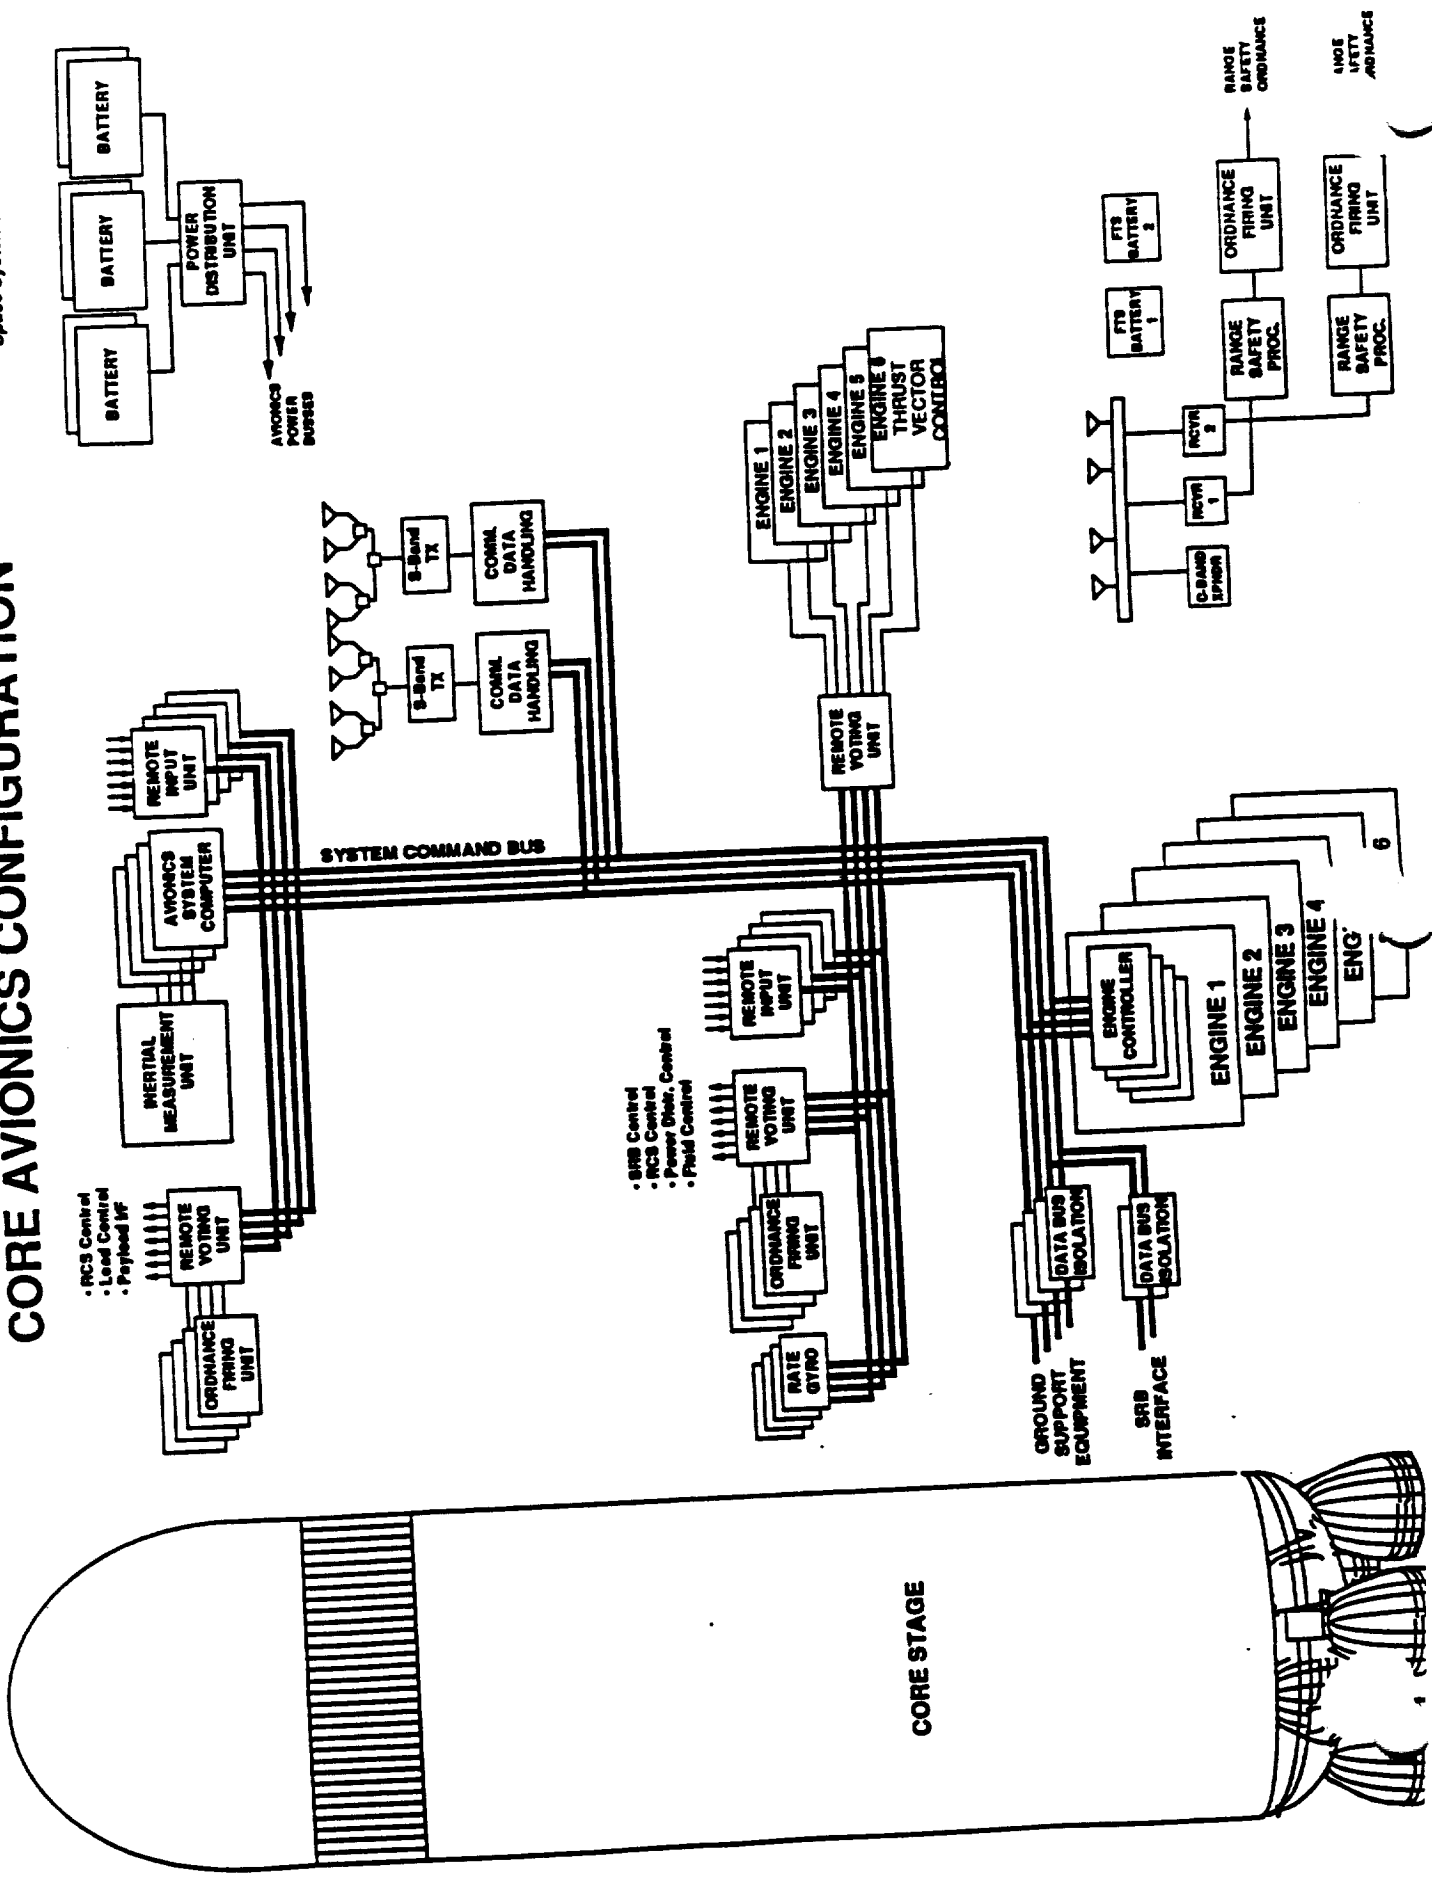 CORE AVIONICS CONFIGURATION
BATTERY
BATTERY
BATTERY
POWER
DISTRIBUTION
UNIT
AVIONICS
POWER
BUSSES
• RCS Control
• Load Control
• Payload I/F
ORDNANCE
FIRING
UNIT
REMOTE
VOTING
UNIT
INERTIAL
MEASUREMENT
UNIT
AVIONICS
SYSTEM
COMPUTER
REMOTE
INPUT
UNIT
SYSTEM COMMAND BUS
S-Band
TX
S-Band
TX
COMM.
DATA
HANDLING
COMM.
DATA
HANDLING
• SRB Control
• RCS Control
• Power Distr. Control
• Fluid Control
RATE
GYRO
ORDNANCE
FIRING
UNIT
REMOTE
VOTING
UNIT
REMOTE
INPUT
UNIT
REMOTE
VOTING
UNIT
ENGINE 1
ENGINE 2
ENGINE 3
ENGINE 4
ENGINE 5
ENGINE 6
THRUST
VECTOR
CONTROL
GROUND
SUPPORT
EQUIPMENT
DATA BUS
ISOLATION
SRB
INTERFACE
DATA BUS
ISOLATION
ENGINE
CONTROLLER
ENGINE 1
ENGINE 2
ENGINE 3
ENGINE 4
ENG
6
C-BAND
XPNDR
RCVR
1
RCVR
2
FTS
BATTERY
1
FTS
BATTERY
2
RANGE
SAFETY
PROC.
ORDNANCE
FIRING
UNIT
RANGE
SAFETY
ORDNANCE
RANGE
SAFETY
PROC.
ORDNANCE
FIRING
UNIT
CORE STAGE